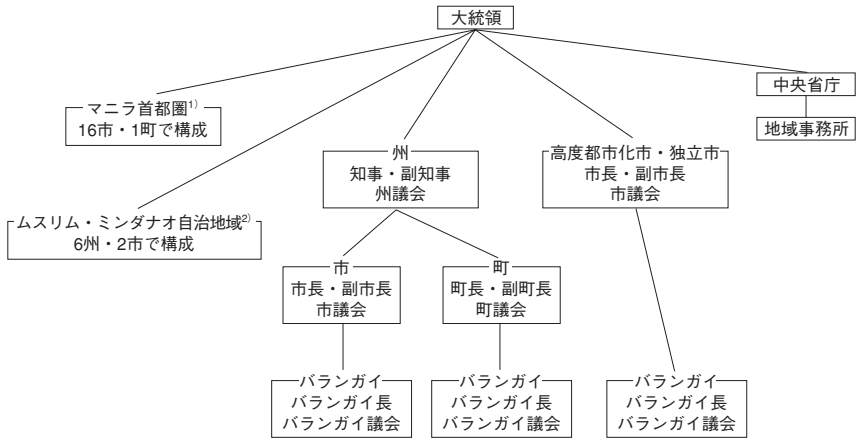 大統領
中央省庁
地域事務所
マニラ首都圏1)
16市・1町で構成
ムスリム・ミンダナオ自治地域2)
6州・2市で構成
州
知事・副知事
州議会
高度都市化市・独立市
市長・副市長
市議会
市
市長・副市長
市議会
町
町長・副町長
町議会
バランガイ
バランガイ長
バランガイ議会
バランガイ
バランガイ長
バランガイ議会
バランガイ
バランガイ長
バランガイ議会